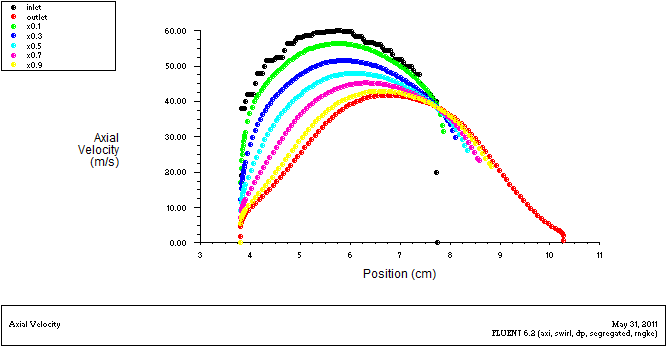 inlet
outlet
x0.1
x0.3
x0.5
x0.7
x0.9
60.00
50.00
40.00
30.00
20.00
10.00
0.00
Axial
Velocity
(m/s)
3 4 5 6 7 8 9 10 11
Position (cm)
Axial Velocity
May 31, 2011
FLUENT 6.2 (axi, swirl, dp, segregated, rngke)